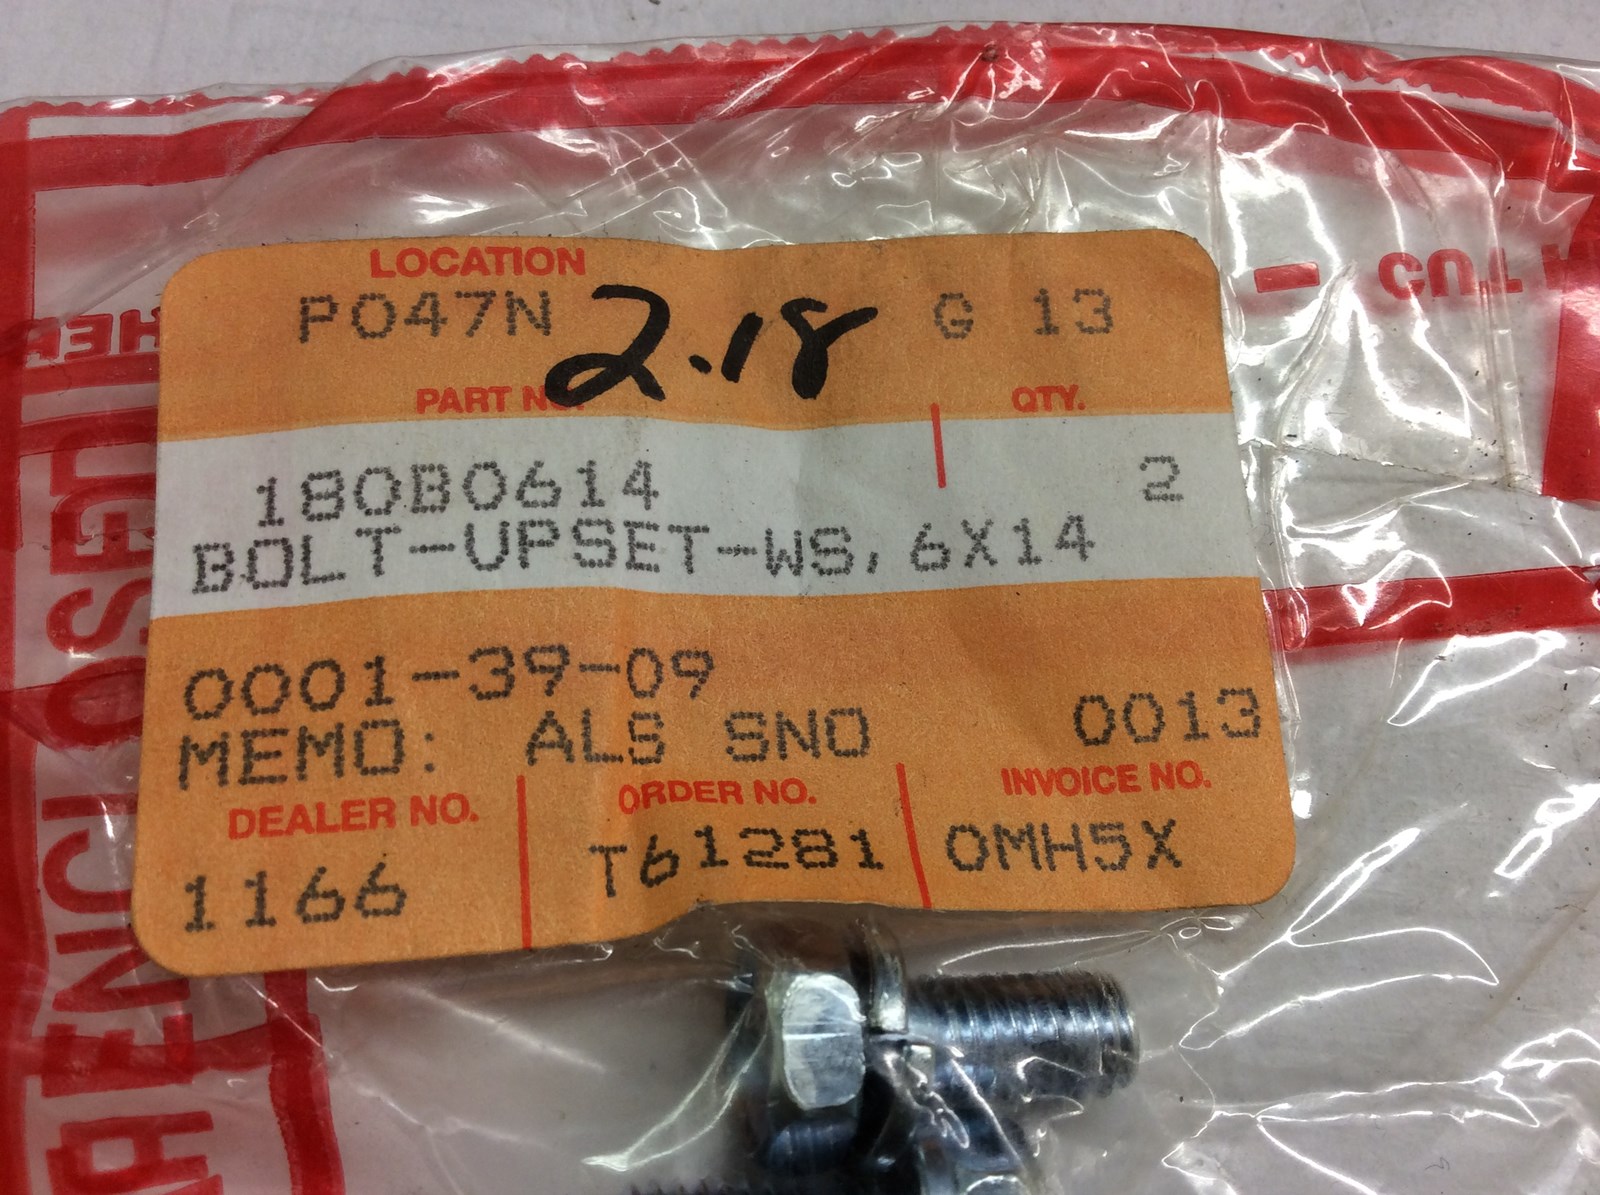 LOCATION
P047N 2.18 G 13
PART NO. QTY.
180B0614 2
BOLT-UPSET-WS, 6X14
0001-39-09
MEMO: ALS SNO 0013
DEALER NO. ORDER NO. INVOICE NO.
1166 T61281 0MH5X